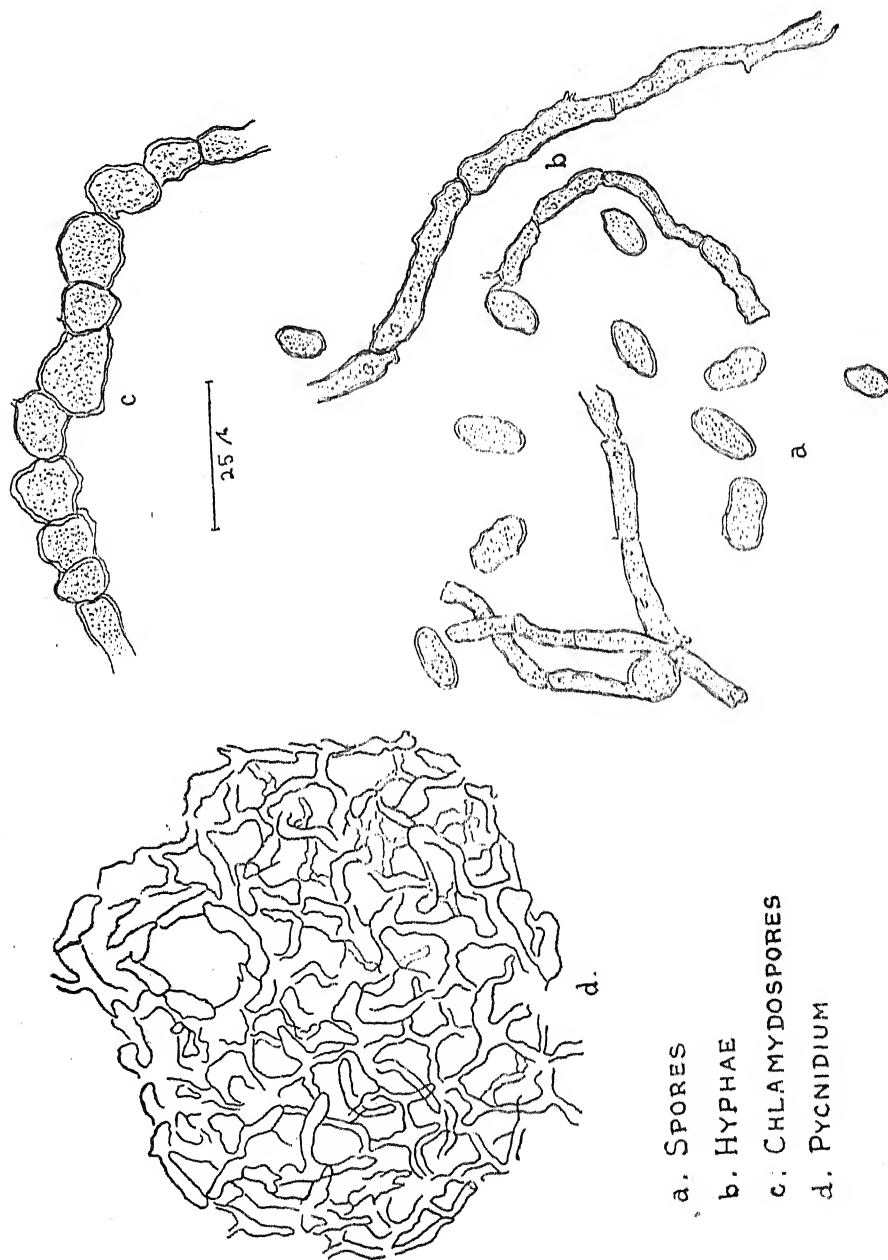 c
25 µ
b
d.
a
a. SPORES
b. HYPHAE
c. CHLAMYDOSPORES
d. PYCNIDIUM